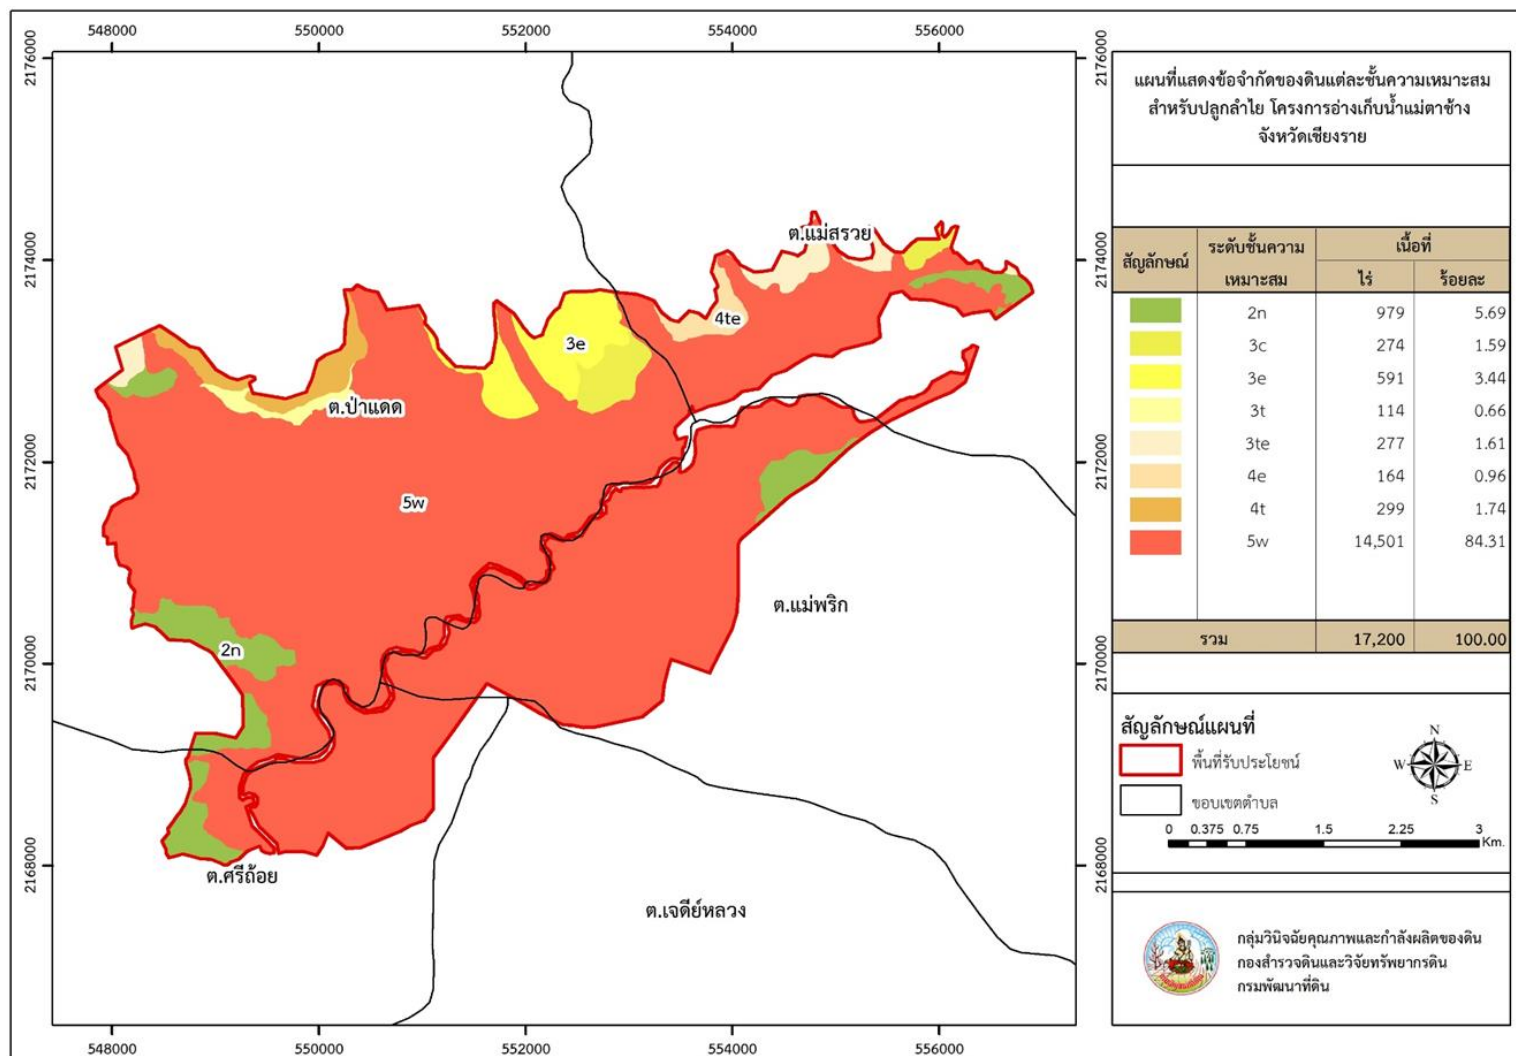 548000 550000 552000 554000 556000
2176000 2176000
2174000 2174000
2172000 2172000
2170000 2170000
2168000 2168000
548000 550000 552000 554000 556000
ต.แม่สรวย
4te
3e
ต.ป่าแดด
5w
ต.แม่พริก
2n
ต.ศรีถ้อย
ต.เจดีย์หลวง
แผนที่แสดงข้อจำกัดของดินแต่ละชั้นความเหมาะสม
สำหรับปลูกลำไย โครงการอ่างเก็บน้ำแม่ตาช้าง
จังหวัดเชียงราย
สัญลักษณ์ ระดับชั้นความเหมาะสม เนื้อที่
ไร่ ร้อยละ
2n 979 5.69
3c 274 1.59
3e 591 3.44
3t 114 0.66
3te 277 1.61
4e 164 0.96
4t 299 1.74
5w 14,501 84.31
รวม 17,200 100.00
สัญลักษณ์แผนที่
พื้นที่รับประโยชน์
ขอบเขตตำบล
N
W E
S
0 0.375 0.75 1.5 2.25 3
Km.
กลุ่มวินิจฉัยคุณภาพและกำลังผลิตของดิน
กองสำรวจดินและวิจัยทรัพยากรดิน
กรมพัฒนาที่ดิน